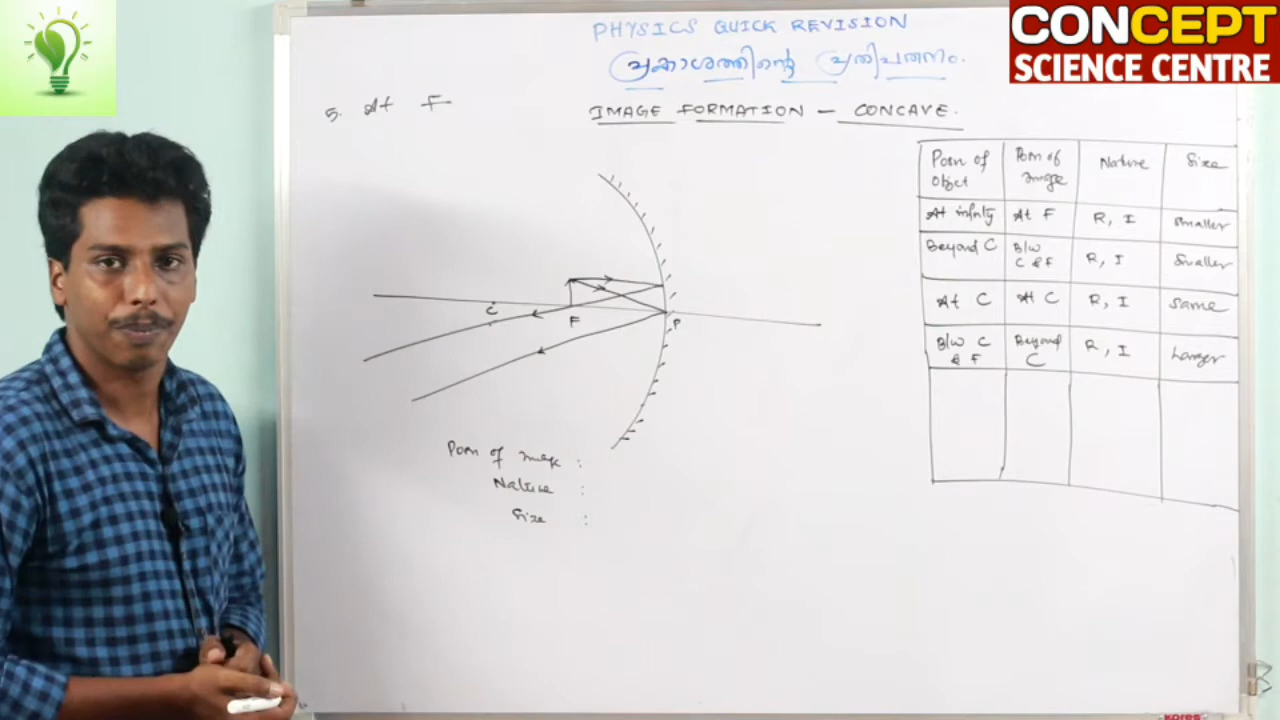 CONCEPT
SCIENCE CENTRE
PHYSICS QUICK REVISION
പ്രകാശത്തിന്റെ പ്രതിപതനം.
5. At F
IMAGE FORMATION - CONCAVE.
Posn of Object Posn of Image Nature Size
At infinity At F R, I Smaller
Beyond C B/W C & F R, I Smaller
At C At C R, I Same
B/W C & F Beyond C R, I Larger
C
F
P
Posn of Image :
Nature :
Size :
kores